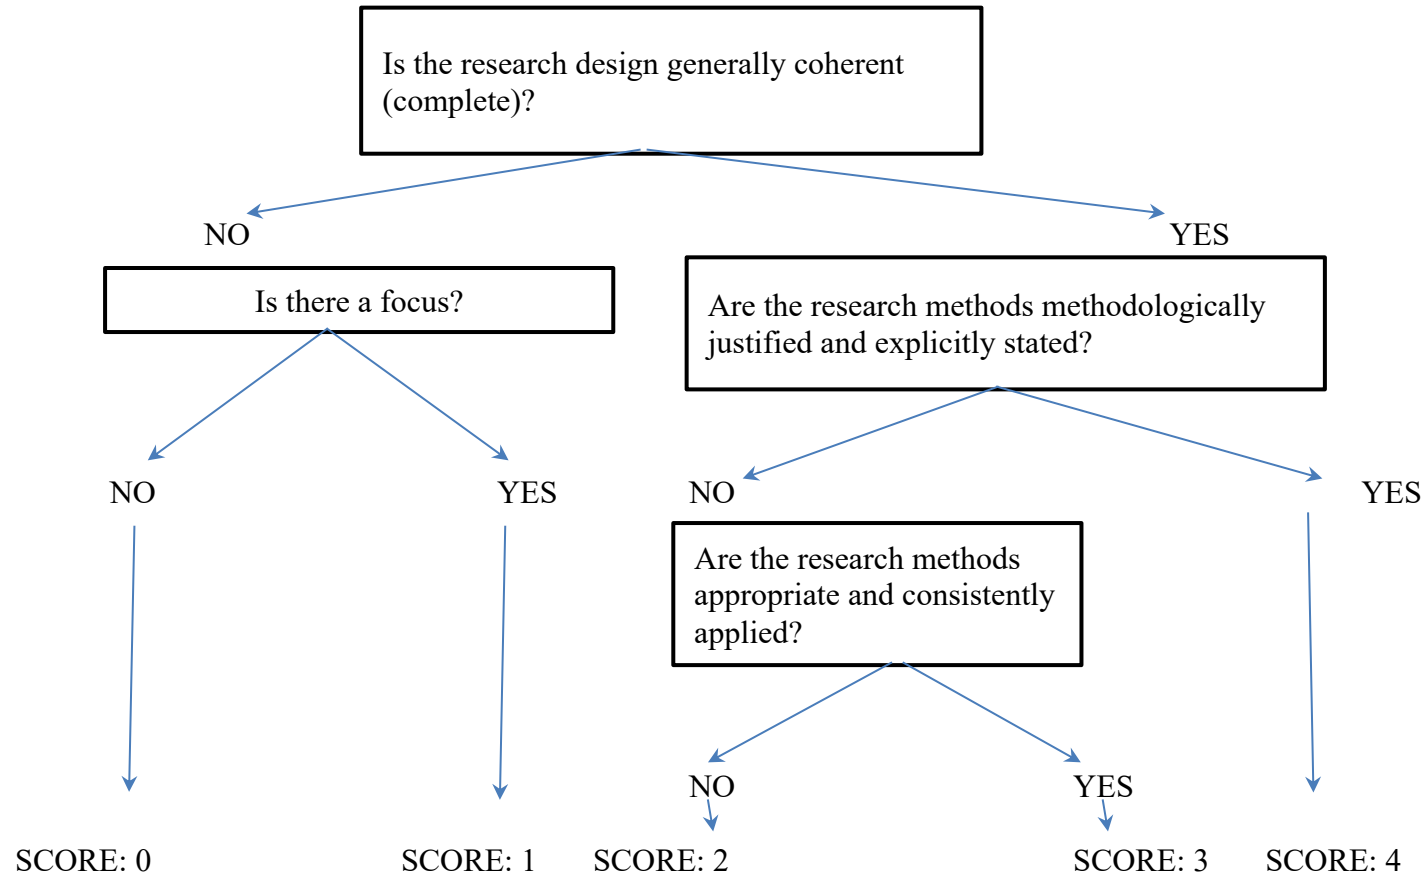 Is the research design generally coherent
(complete)?
NO
YES
Is there a focus?
Are the research methods methodologically
justified and explicitly stated?
NO
YES
NO
YES
Are the research methods
appropriate and consistently
applied?
NO
YES
SCORE: 0
SCORE: 1
SCORE: 2
SCORE: 3
SCORE: 4